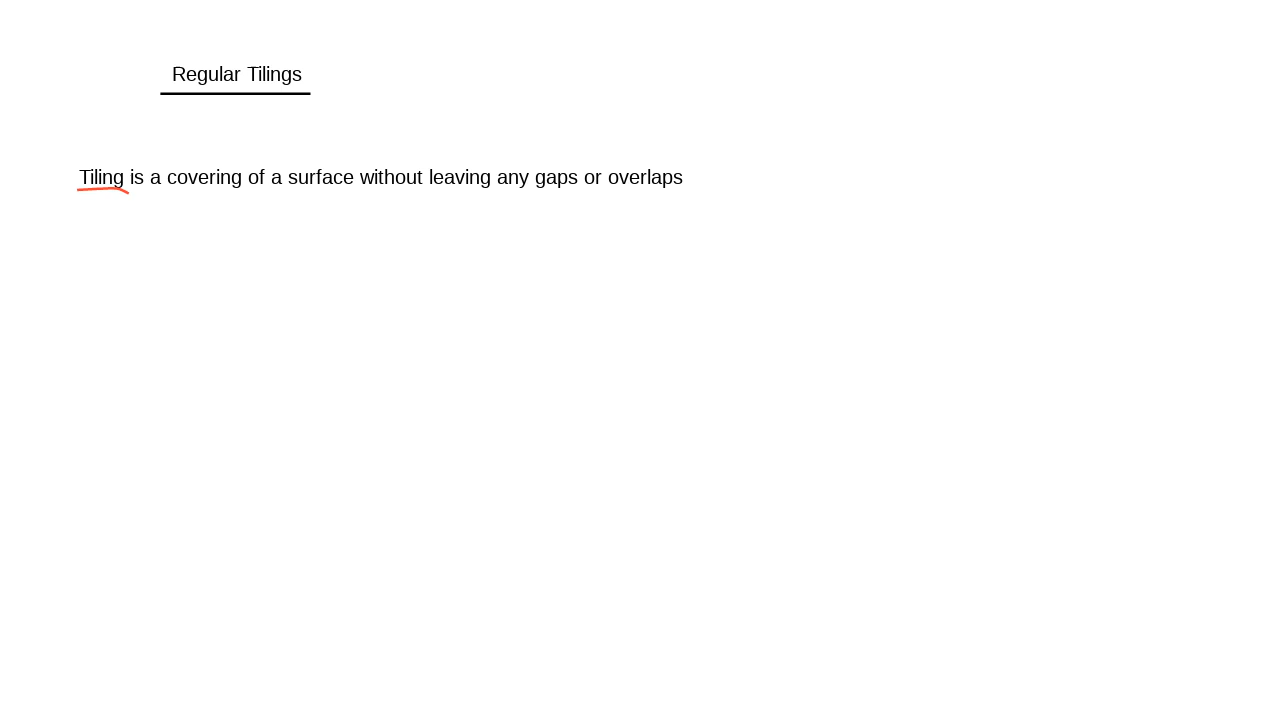 Regular Tilings
Tiling is a covering of a surface without leaving any gaps or overlaps